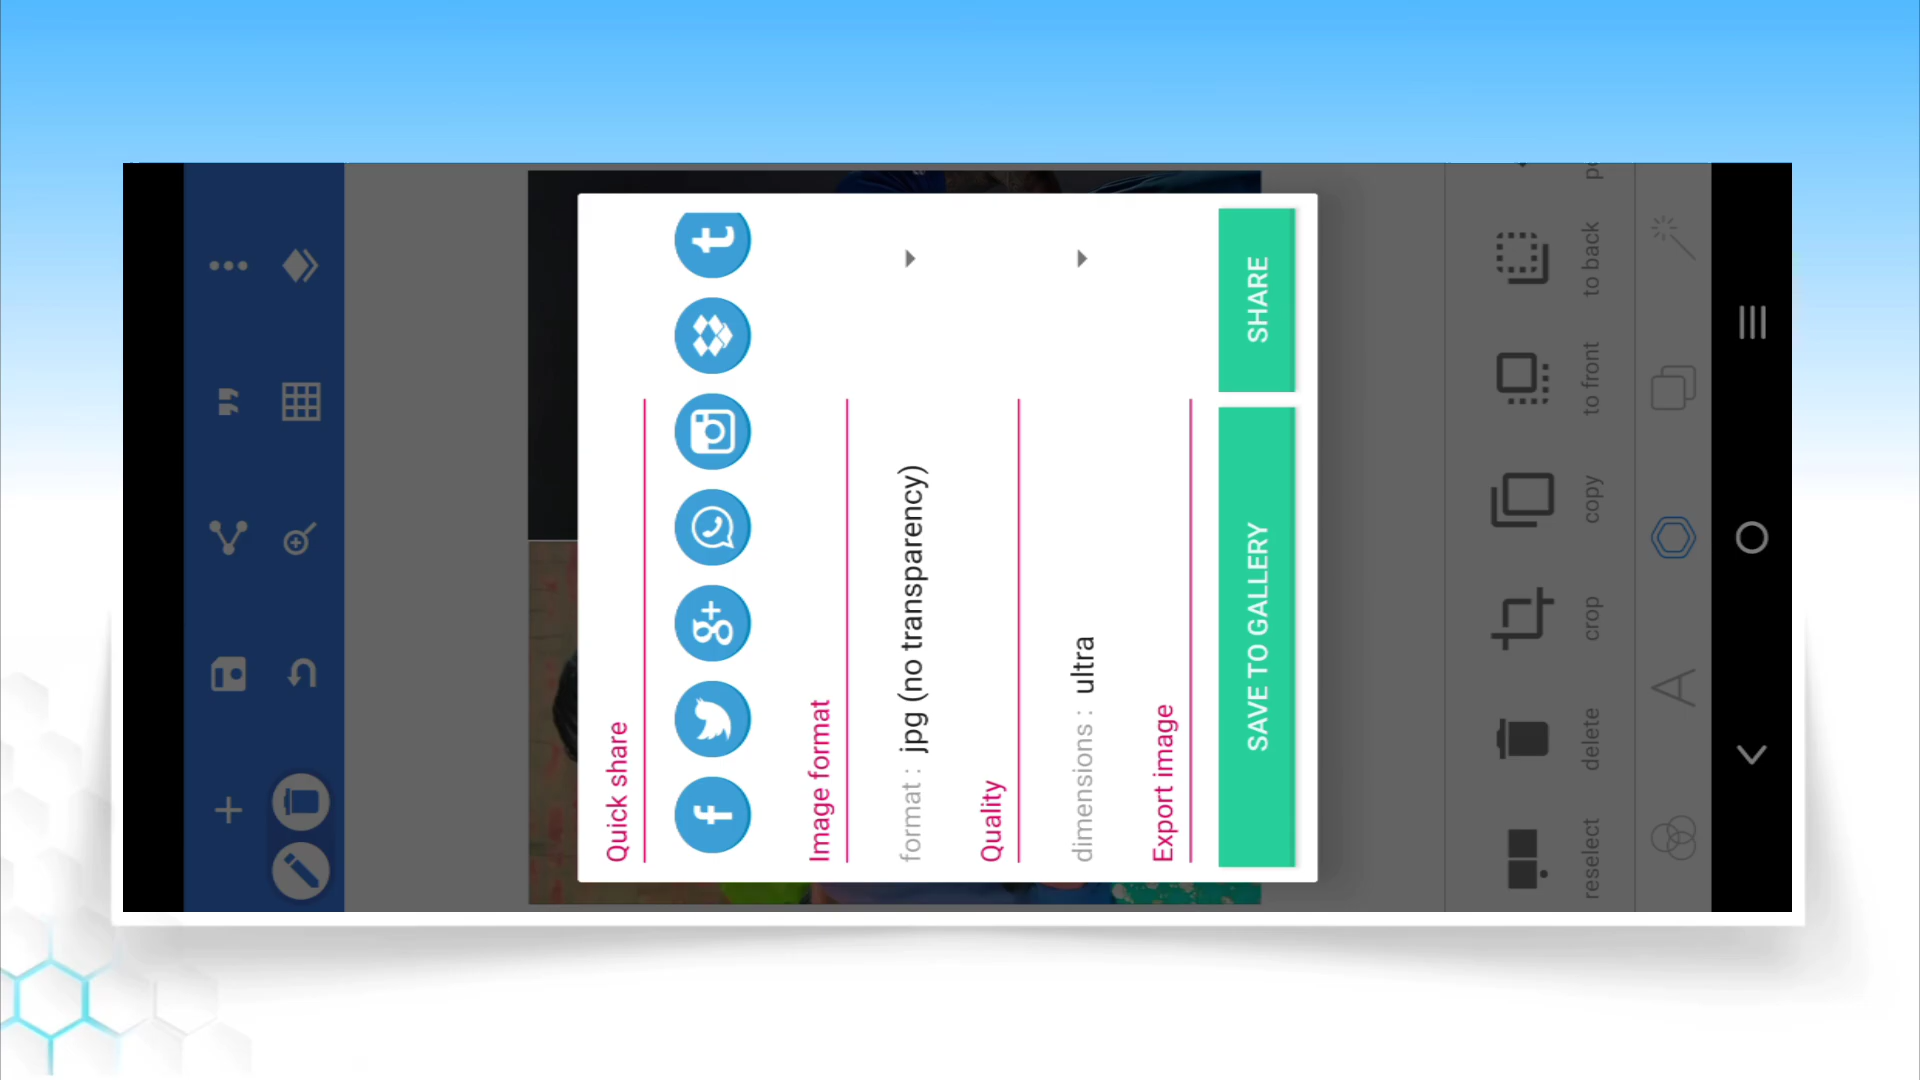 Quick share
Image format
format : jpg (no transparency)
Quality
dimensions : ultra
Export image
SAVE TO GALLERY
SHARE
reselect
delete
crop
copy
to front
to back